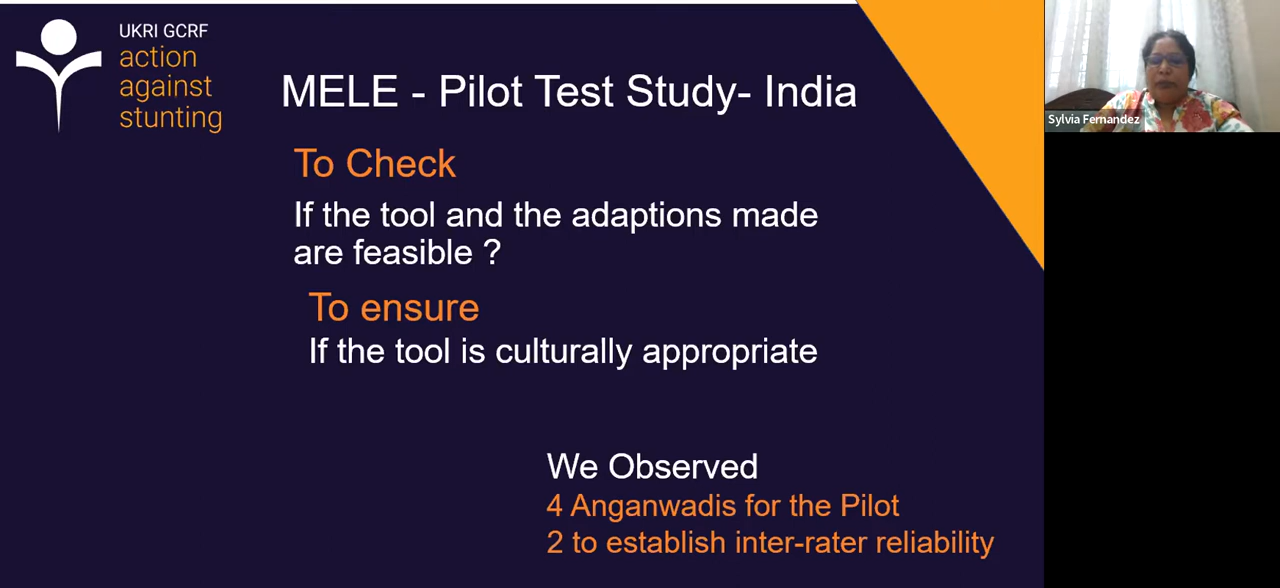 UKRI GCRF
action
against
stunting
MELE - Pilot Test Study- India
To Check
If the tool and the adaptions made
are feasible ?
To ensure
If the tool is culturally appropriate
We Observed
4 Anganwadis for the Pilot
2 to establish inter-rater reliability
Sylvia Fernandez